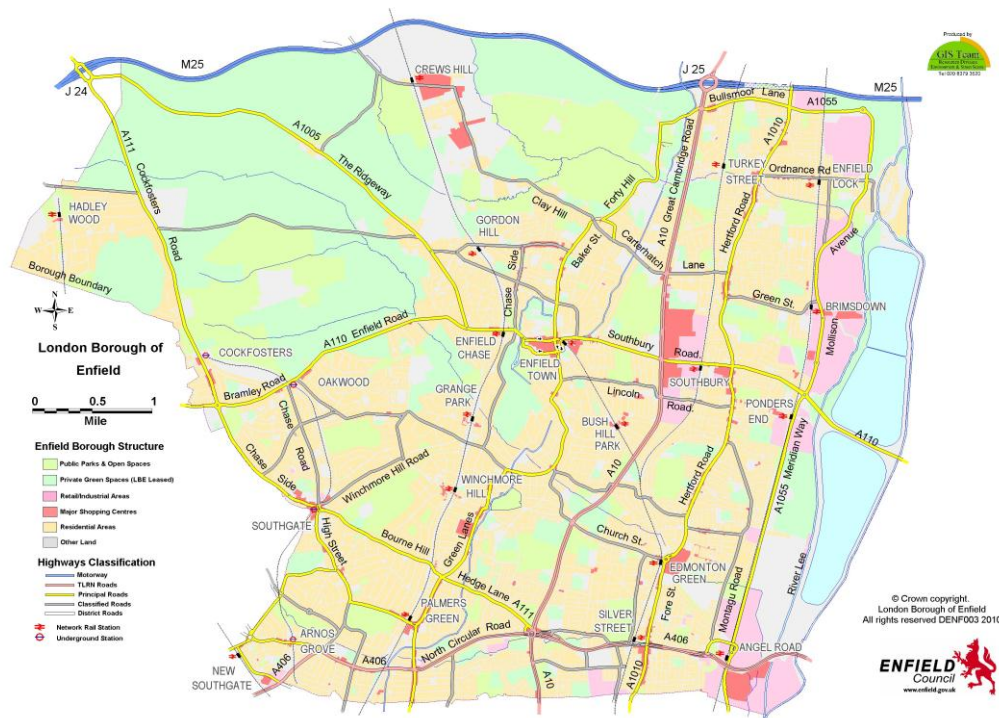 Produced by
GIS Team
Tel 020 8379 3520
M25
J 24
CREWS HILL
J 25
Bullsmoor Lane
A1055
M25
A111
A1005
The Ridgeway
A1010
TURKEY
STREET
Ordnance Rd
ENFIELD
LOCK
HADLEY
WOOD
Cockfosters
Road
GORDON
HILL
Clay Hill
Forty Hill
A10 Great Cambridge Road
Hertford Road
Baker St.
Carterhatch
Lane
Chase Side
Avenue
Borough Boundary
N
W E
S
Green St.
BRIMSDOWN
Mollison
London Borough of
Enfield
COCKFOSTERS
A110 Enfield Road
ENFIELD
CHASE
ENFIELD
TOWN
Southbury
Road.
SOUTHBURY
0 0.5 1
Mile
Bramley Road
OAKWOOD
GRANGE
PARK
Lincoln
Road.
BUSH
HILL
PARK
PONDERS
END
A110
Chase
Road
Enfield Borough Structure
Public Parks & Open Spaces
Private Green Spaces (LBE Leased)
Retail/Industrial Areas
Major Shopping Centres
Residential Areas
Other Land
Chase
Side
Winchmore Hill Road
WINCHMORE
HILL
A10
Hertford Road
A1055 Meridian Way
SOUTHGATE
High Street
Bourne Hill
Green Lanes
Church St.
EDMONTON
GREEN
Highways Classification
Motorway
TLRN Roads
Principal Roads
Classified Roads
District Roads
Network Rail Station
Underground Station
Hedge Lane
A111
PALMERS
GREEN
SILVER
STREET
Fore St.
Montagu Road
River Lee
© Crown copyright.
London Borough of Enfield
All rights reserved DENF003 2010
ARNOS
GROVE
NEW
SOUTHGATE
A406
A406
North Circular Road
A10
A1010
A406
ANGEL ROAD
ENFIELD
Council
www.enfield.gov.uk